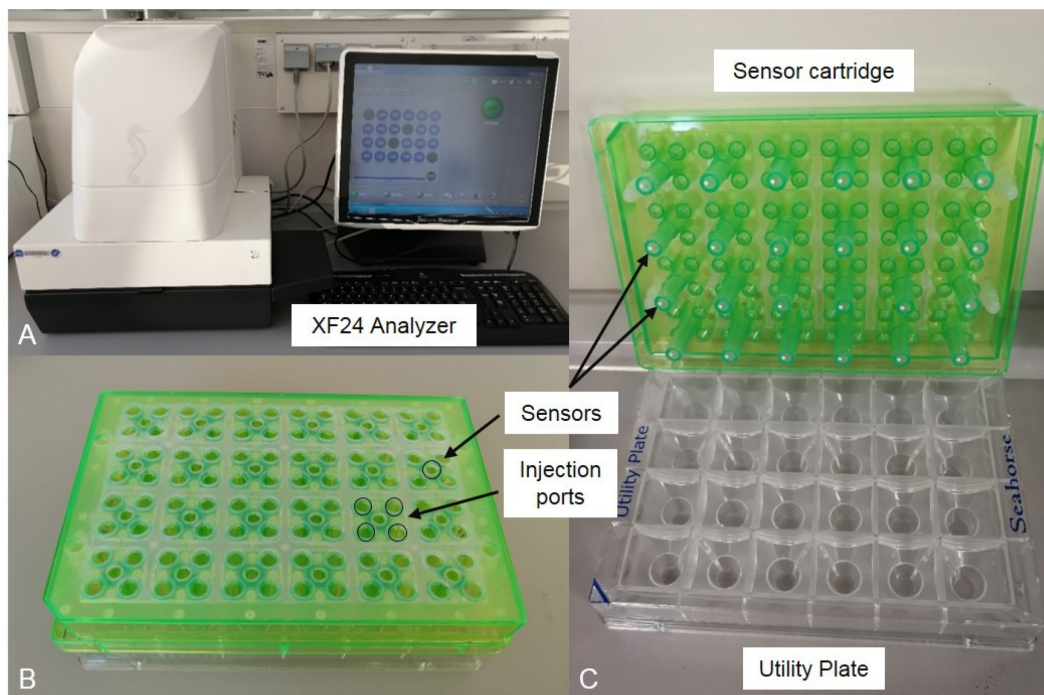 XF24 Analyzer
A
Sensor cartridge
Sensors
Injection
ports
B
Utility Plate
Seahorse
C
Utility Plate